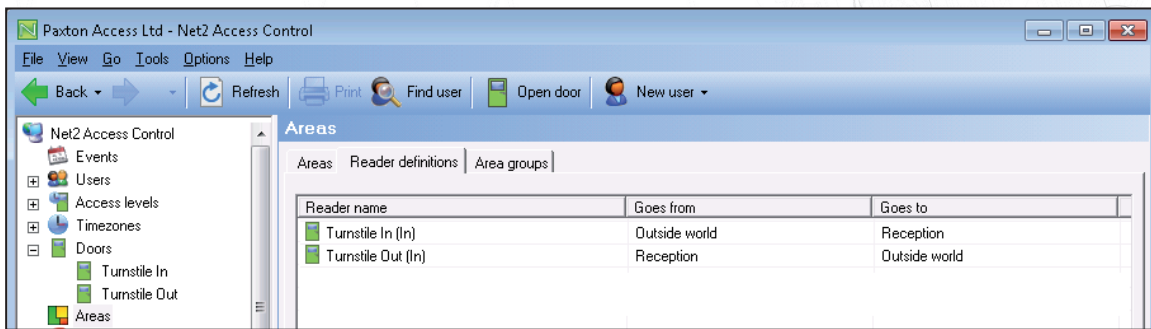 Paxton Access Ltd - Net2 Access Control
File View Go Tools Options Help
Back Refresh Print Find user Open door New user
Net2 Access Control
Events
Users
Access levels
Timezones
Doors
Turnstile In
Turnstile Out
Areas
Areas
Areas Reader definitions Area groups
Reader name Goes from Goes to
Turnstile In (In) Outside world Reception
Turnstile Out (In) Reception Outside world